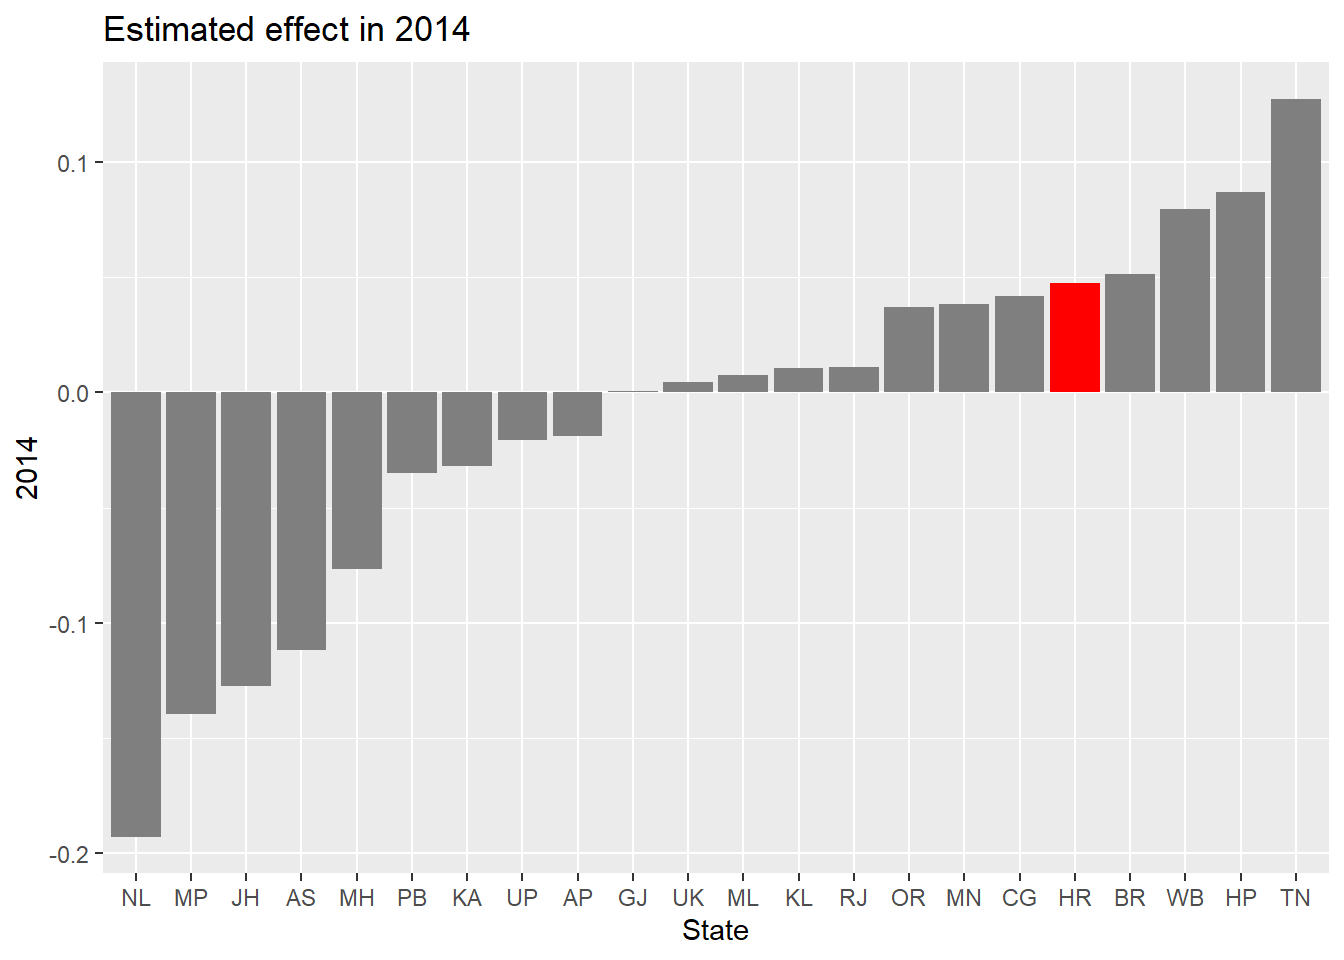 Estimated effect in 2014
0.1
0.0
-0.1
-0.2
2014
NL MP JH AS MH PB KA UP AP GJ UK ML KL RJ OR MN CG HR BR WB HP TN
State